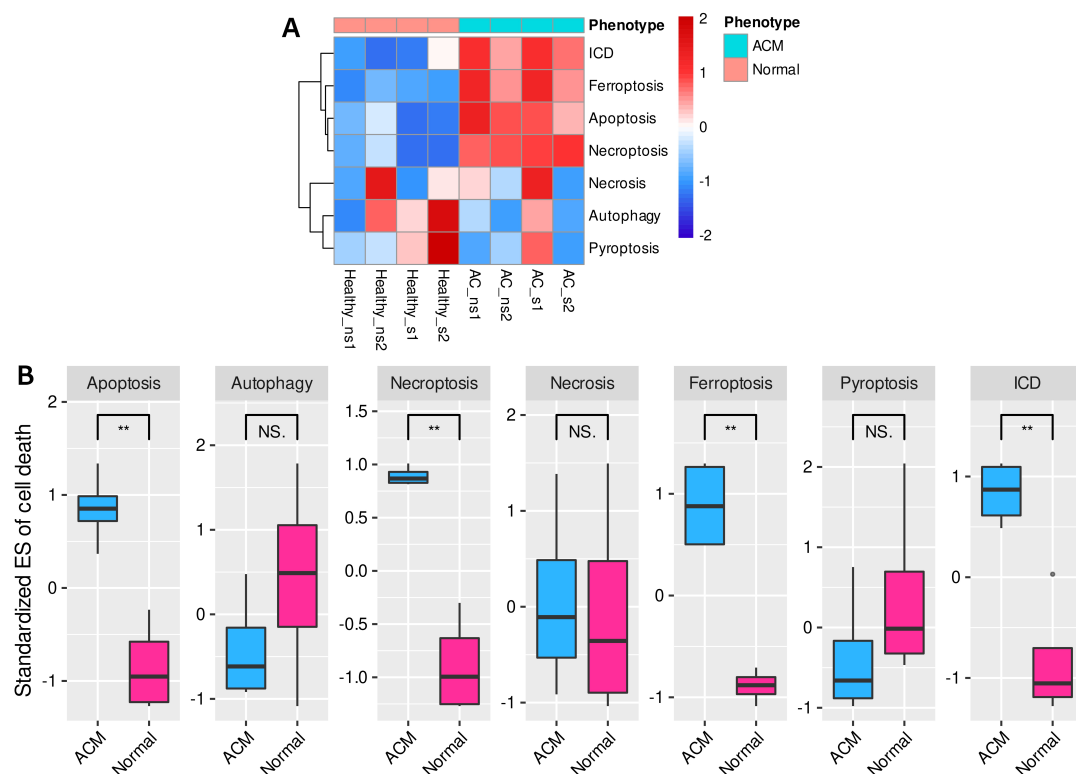 A
Phenotype
ICD
Ferroptosis
Apoptosis
Necroptosis
Necrosis
Autophagy
Pyroptosis
Healthy_ns1
Healthy_ns2
Healthy_s1
Healthy_s2
AC_ns1
AC_ns2
AC_s1
AC_s2
2
1
0
-1
-2
Phenotype
ACM
Normal
B
Standardized ES of cell death
Apoptosis
**
2
1
0
-1
ACM
Normal
Autophagy
NS.
2
1
0
-1
ACM
Normal
Necroptosis
**
1.5
1.0
0.5
0.0
-0.5
-1.0
ACM
Normal
Necrosis
NS.
2
1
0
-1
ACM
Normal
Ferroptosis
**
1
0
-1
ACM
Normal
Pyroptosis
NS.
2
1
0
-1
ACM
Normal
ICD
**
1
0
-1
ACM
Normal